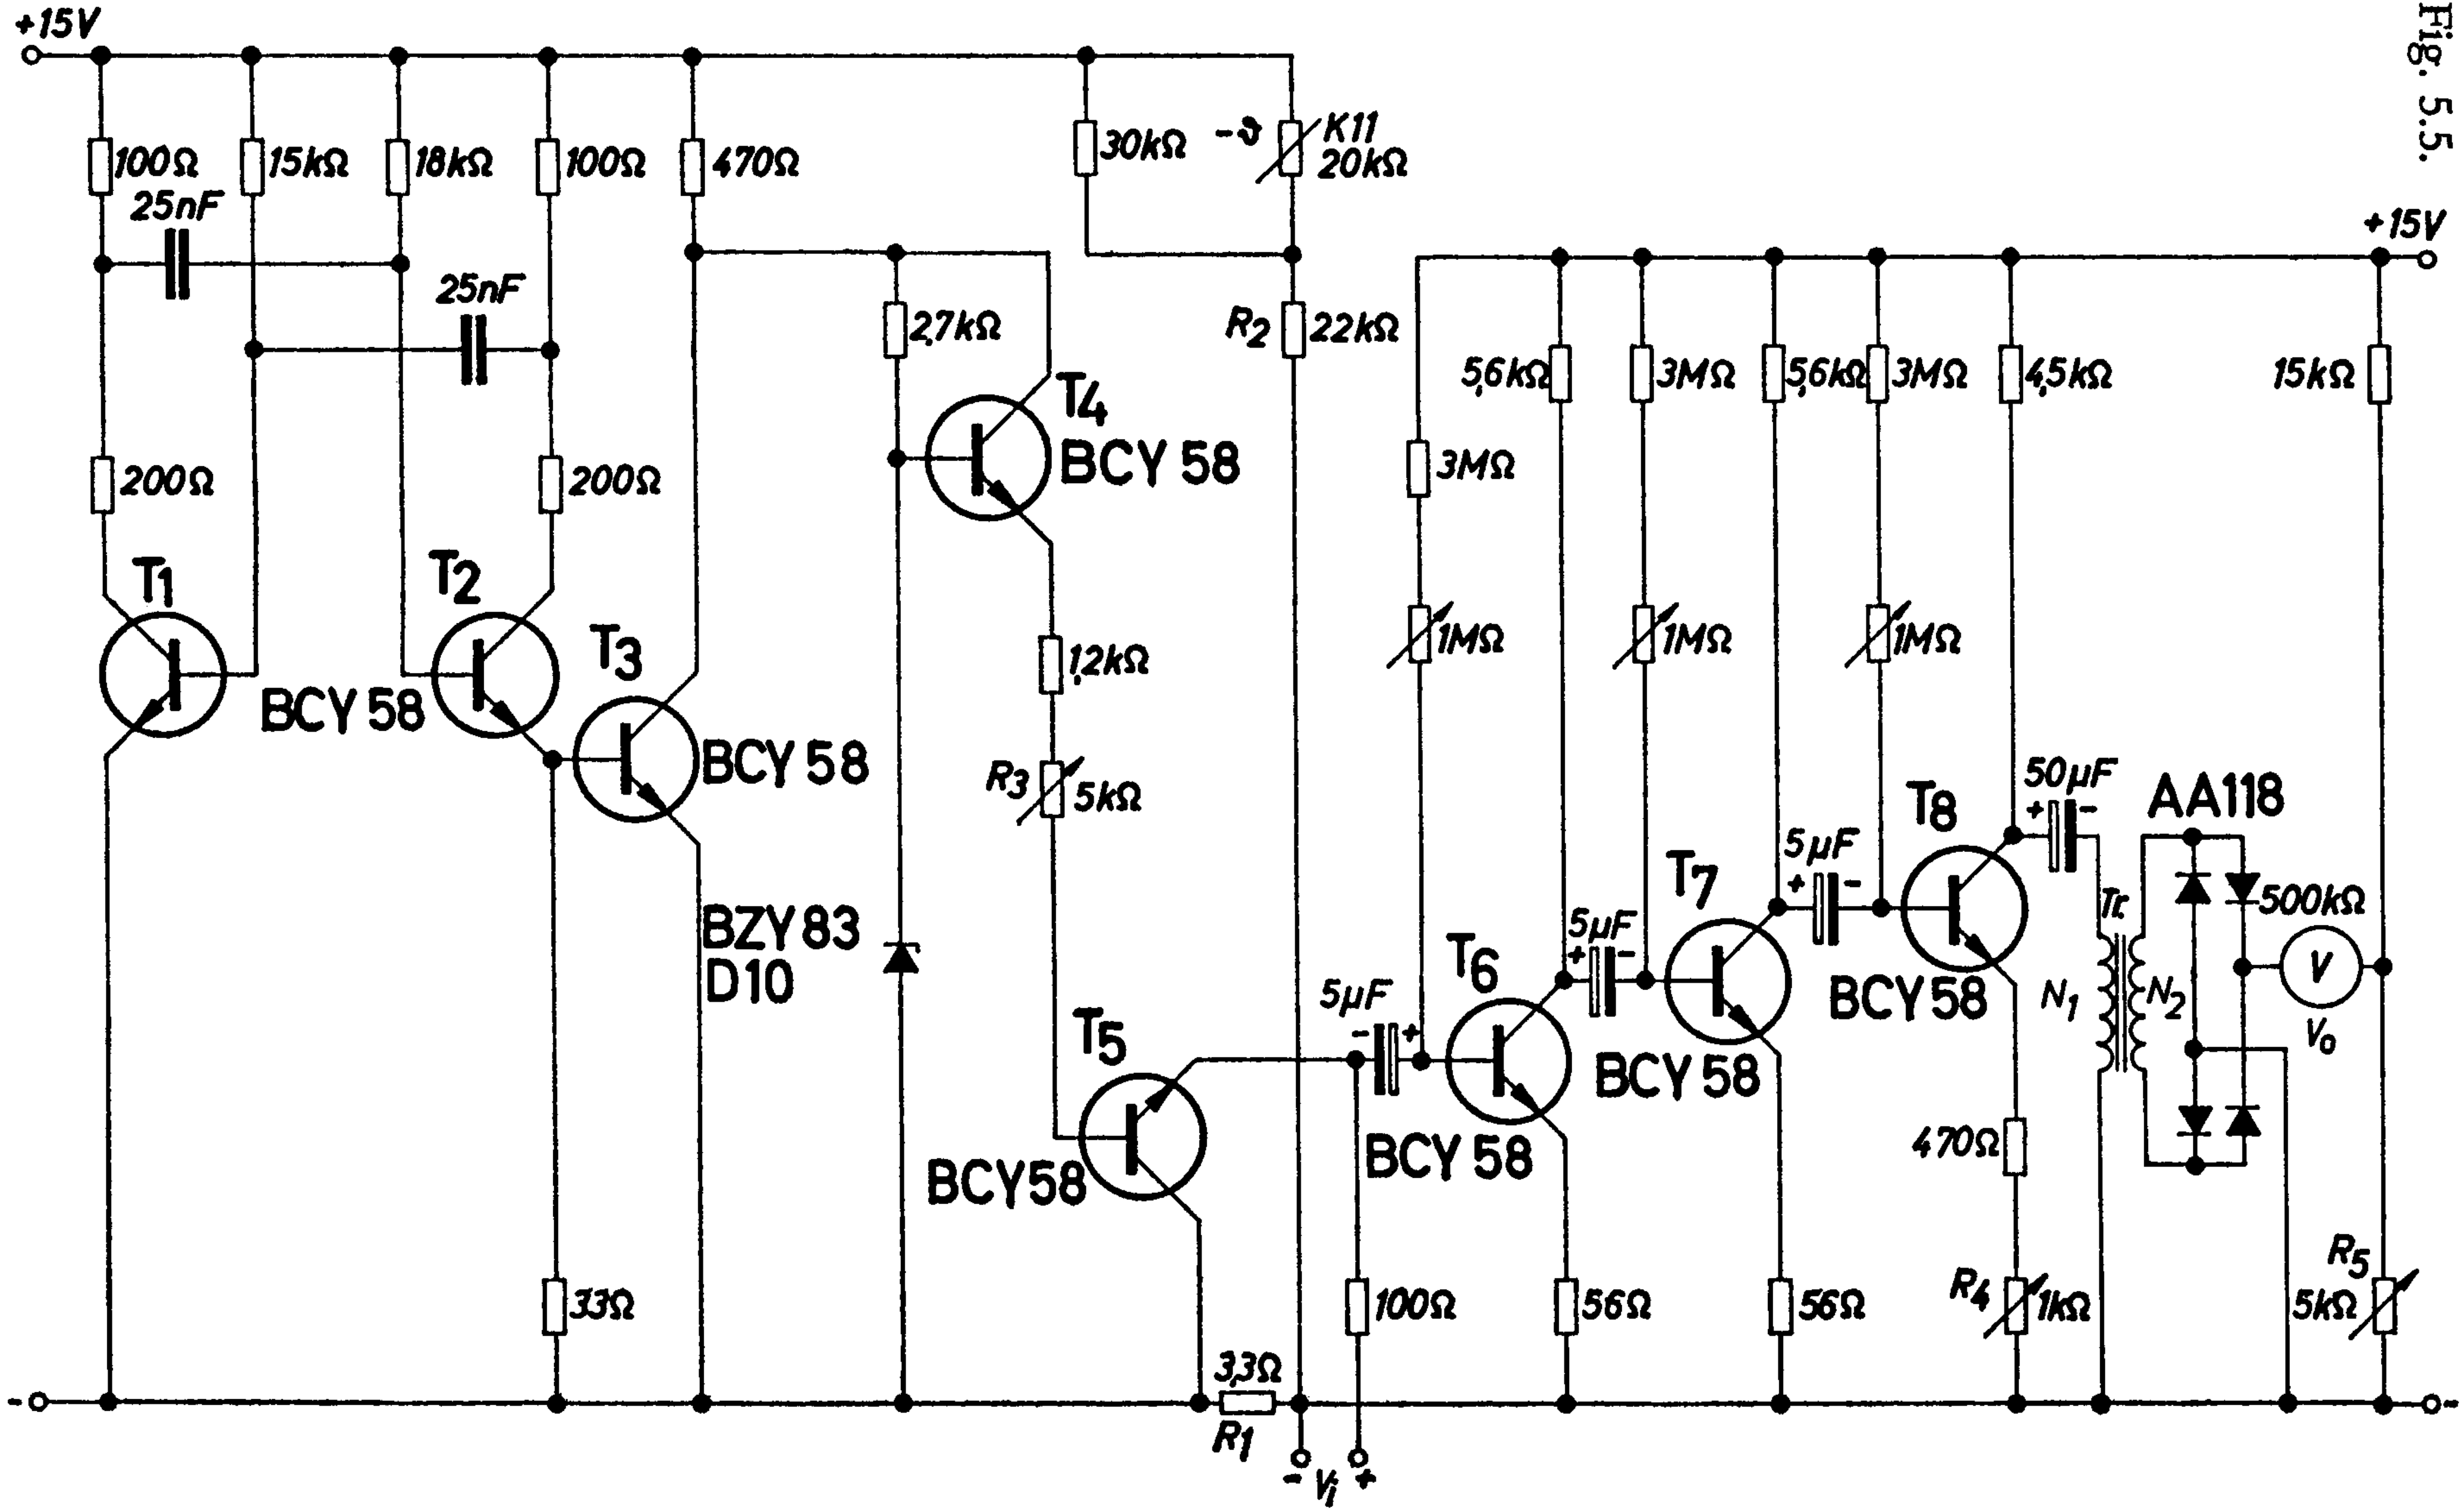 Fig. 5.5.
+15V
100Ω
15kΩ
18kΩ
100Ω
470Ω
30kΩ
-ϑ
K11
20kΩ
25nF
25nF
+15V
2,7kΩ
R2
22kΩ
5,6kΩ
3MΩ
5,6kΩ
3MΩ
4,5kΩ
15kΩ
T4
BCY 58
3MΩ
200Ω
200Ω
T1
T2
T3
BCY 58
BCY 58
1,2kΩ
1MΩ
1MΩ
1MΩ
R3
5kΩ
T8
50µF
+ -
AA118
5µF
+ -
T7
5µF
+ -
BZY 83
D10
T6
BCY 58
Tr.
500kΩ
N1
N2
V
Vo
5µF
- +
T5
BCY 58
BCY 58
BCY 58
470Ω
R4
1kΩ
R5
5kΩ
33Ω
100Ω
56Ω
56Ω
3,3Ω
R1
-
-
- Vi +